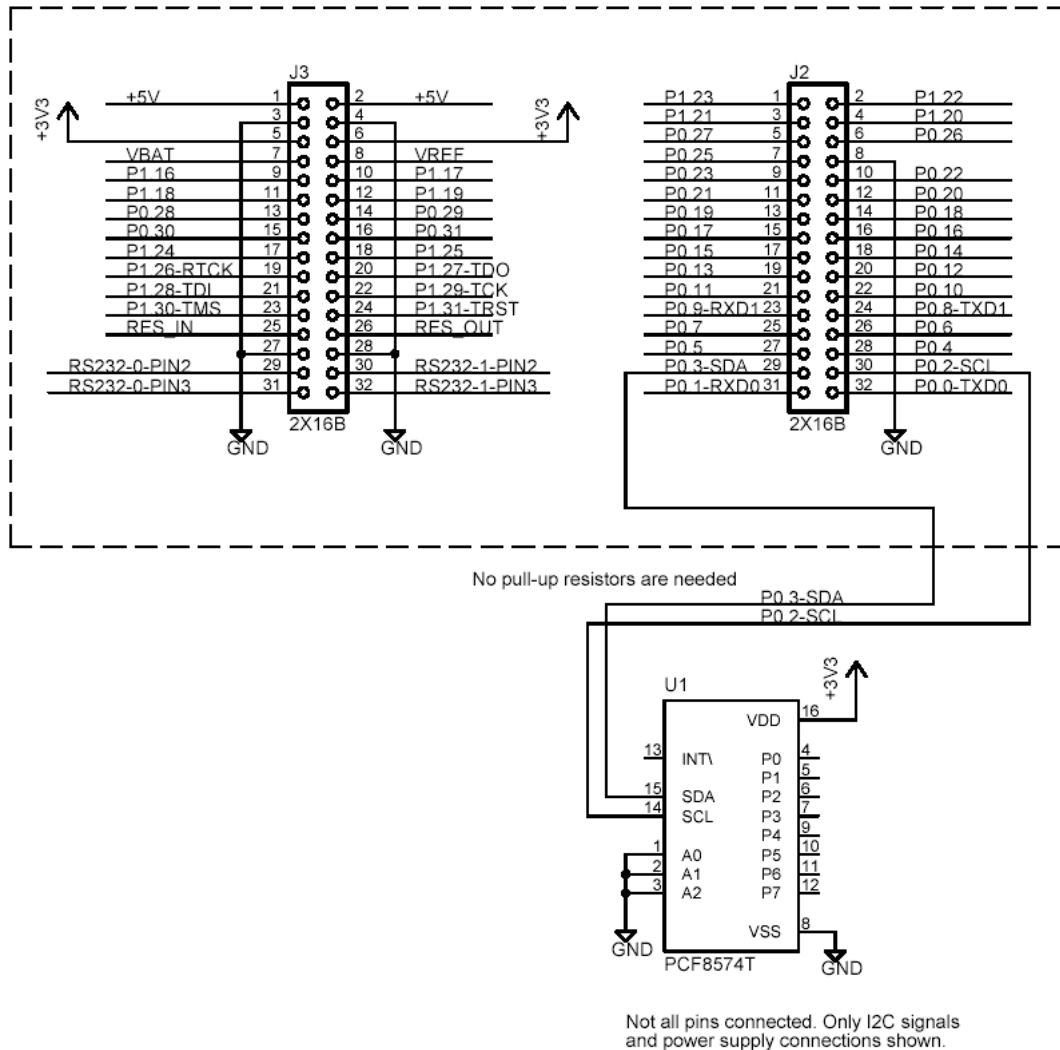 J3
+5V 1 2 +5V
3 4
+3V3 5 6 +3V3
VBAT 7 8 VREF
P1.16 9 10 P1.17
P1.18 11 12 P1.19
P0.28 13 14 P0.29
P0.30 15 16 P0.31
P1.24 17 18 P1.25
P1.26-RTCK 19 20 P1.27-TDO
P1.28-TDI 21 22 P1.29-TCK
P1.30-TMS 23 24 P1.31-TRST
RES_IN 25 26 RES_OUT
27 28
RS232-0-PIN2 29 30 RS232-1-PIN2
RS232-0-PIN3 31 32 RS232-1-PIN3
2X16B
GND GND
J2
P1.23 1 2 P1.22
P1.21 3 4 P1.20
P0.27 5 6 P0.26
P0.25 7 8
P0.23 9 10 P0.22
P0.21 11 12 P0.20
P0.19 13 14 P0.18
P0.17 15 16 P0.16
P0.15 17 18 P0.14
P0.13 19 20 P0.12
P0.11 21 22 P0.10
P0.9-RXD1 23 24 P0.8-TXD1
P0.7 25 26 P0.6
P0.5 27 28 P0.4
P0.3-SDA 29 30 P0.2-SCL
P0.1-RXD0 31 32 P0.0-TXD0
2X16B
GND
No pull-up resistors are needed
P0.3-SDA
P0.2-SCL
+3V3
U1
VDD 16
13 INT\ P0 4
P1 5
15 SDA P2 6
14 SCL P3 7
P4 9
1 A0 P5 10
2 A1 P6 11
3 A2 P7 12
VSS 8
GND
PCF8574T
GND
Not all pins connected. Only I2C signals
and power supply connections shown.